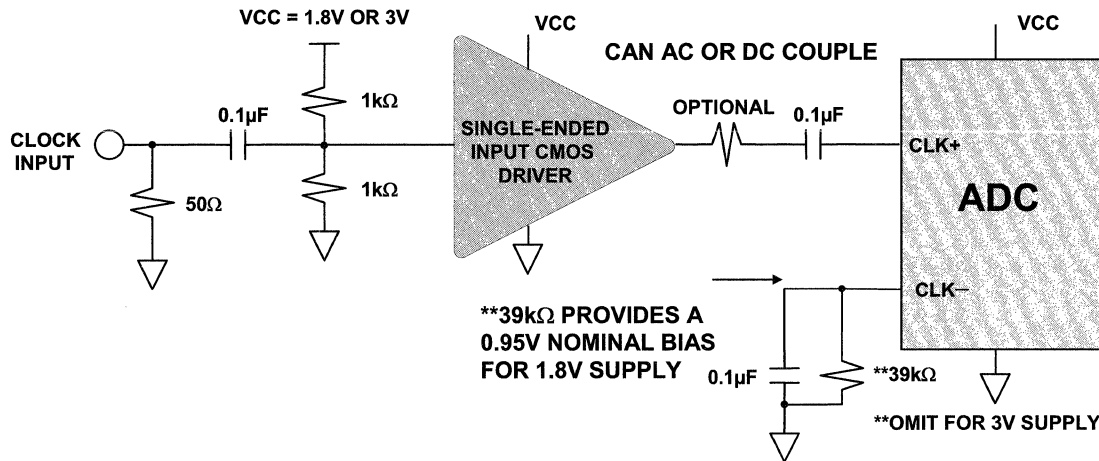 VCC = 1.8V OR 3V
VCC
VCC
CAN AC OR DC COUPLE
1kΩ
OPTIONAL
0.1µF
0.1µF
CLOCK
INPUT
SINGLE-ENDED
INPUT CMOS
DRIVER
CLK+
ADC
1kΩ
50Ω
CLK–
**39kΩ PROVIDES A
0.95V NOMINAL BIAS
FOR 1.8V SUPPLY
0.1µF
**39kΩ
**OMIT FOR 3V SUPPLY